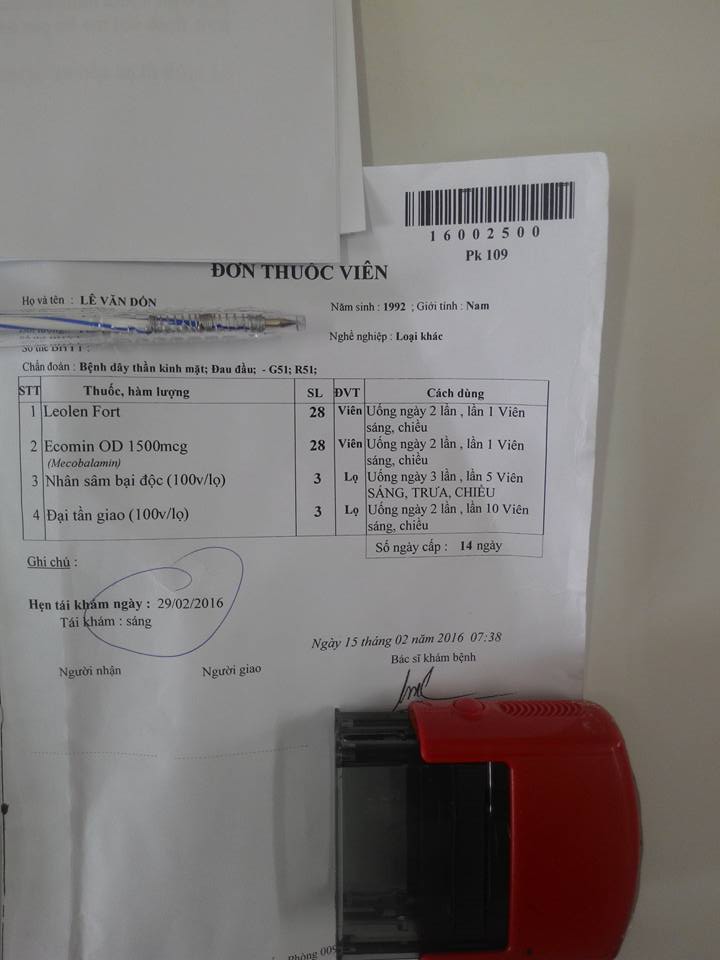 16002500
Pk 109
ĐƠN THUỐC VIÊN
Họ và tên : LÊ VĂN DÓN
Năm sinh : 1992 ; Giới tính : Nam
Nghề nghiệp : Loại khác
Số thẻ BHYT :
Chẩn đoán : Bệnh dây thần kinh mặt; Đau đầu; - G51; R51;
STT Thuốc, hàm lượng SL ĐVT Cách dùng
1 Leolen Fort 28 Viên Uống ngày 2 lần , lần 1 Viên
sáng, chiều
2 Ecomin OD 1500mcg 28 Viên Uống ngày 2 lần , lần 1 Viên
(Mecobalamin) sáng, chiều
3 Nhân sâm bại độc (100v/lọ) 3 Lọ Uống ngày 3 lần , lần 5 Viên
SÁNG, TRƯA, CHIỀU
4 Đại tần giao (100v/lọ) 3 Lọ Uống ngày 2 lần , lần 10 Viên
sáng, chiều
Số ngày cấp : 14 ngày
Ghi chú :
Hẹn tái khám ngày : 29/02/2016
Tái khám : sáng
Ngày 15 tháng 02 năm 2016 07:38
Bác sĩ khám bệnh
Người nhận Người giao
Phòng 009